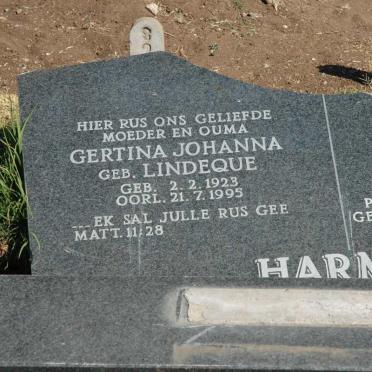 HIER RUS ONS GELIEFDE
MOEDER EN OUMA
GERTINA JOHANNA
GEB. LINDEQUE
GEB. 2.2.1923
OORL. 21.7.1995
...EK SAL JULLE RUS GEE
MATT. 11:28